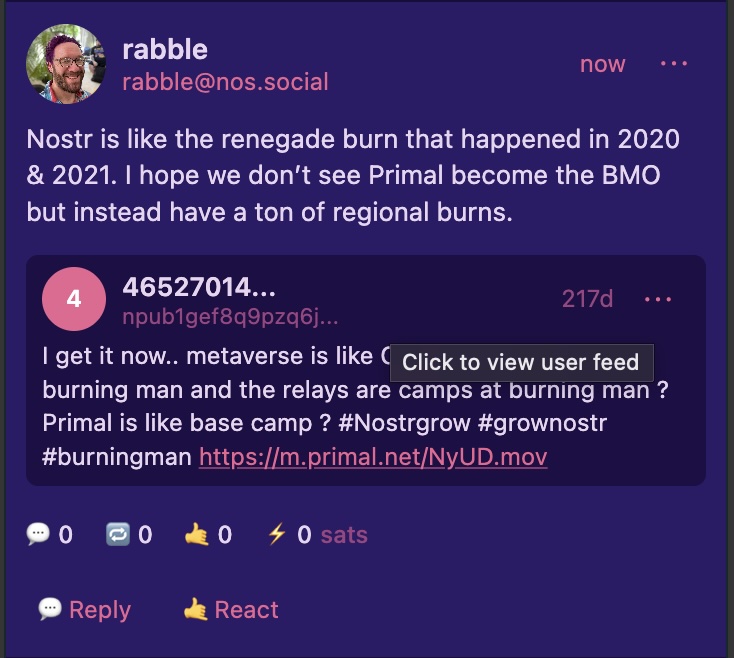 rabble
now ···
rabble@nos.social
Nostr is like the renegade burn that happened in 2020
& 2021. I hope we don’t see Primal become the BMO
but instead have a ton of regional burns.
4
46527014...
217d ···
npub1gef8q9pzq6j...
I get it now.. metaverse is like
Click to view user feed
burning man and the relays are camps at burning man ?
Primal is like base camp ? #Nostrgrow #grownostr
#burningman https://m.primal.net/NyUD.mov
0 0 0 0 sats
Reply React